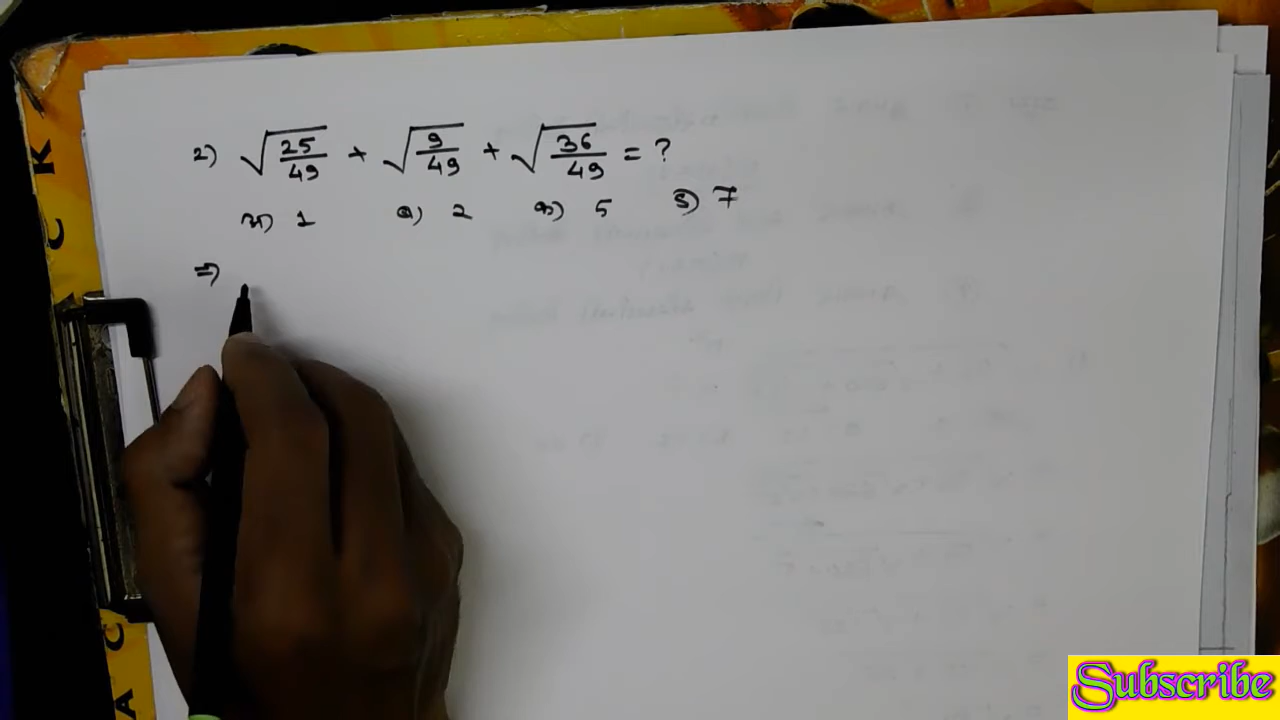 2) √25/49 + √9/49 + √36/49 = ?
अ) 1 ब) 2 क) 5 ड) 7
⇒
C K
A C
Subscribe